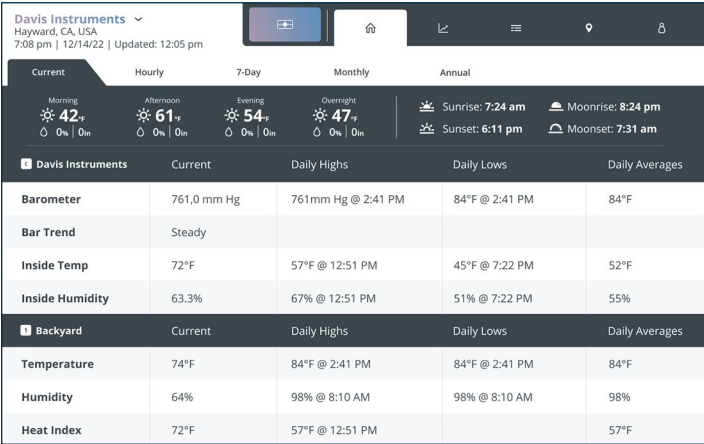 Davis Instruments
Hayward, CA, USA
7:08 pm | 12/14/22 | Updated: 12:05 pm
Current Hourly 7-Day Monthly Annual
Morning Afternoon Evening Overnight
42°F 61°F 54°F 47°F
0% | 0in 0% | 0in 0% | 0in 0% | 0in
Sunrise: 7:24 am Moonrise: 8:24 pm
Sunset: 6:11 pm Moonset: 7:31 am
Davis Instruments Current Daily Highs Daily Lows Daily Averages
Barometer 761,0 mm Hg 761mm Hg @ 2:41 PM 84°F @ 2:41 PM 84°F
Bar Trend Steady
Inside Temp 72°F 57°F @ 12:51 PM 45°F @ 7:22 PM 52°F
Inside Humidity 63.3% 67% @ 12:51 PM 51% @ 7:22 PM 55%
1 Backyard Current Daily Highs Daily Lows Daily Averages
Temperature 74°F 84°F @ 2:41 PM 84°F @ 2:41 PM 84°F
Humidity 64% 98% @ 8:10 AM 98% @ 8:10 AM 98%
Heat Index 72°F 57°F @ 12:51 PM 57°F